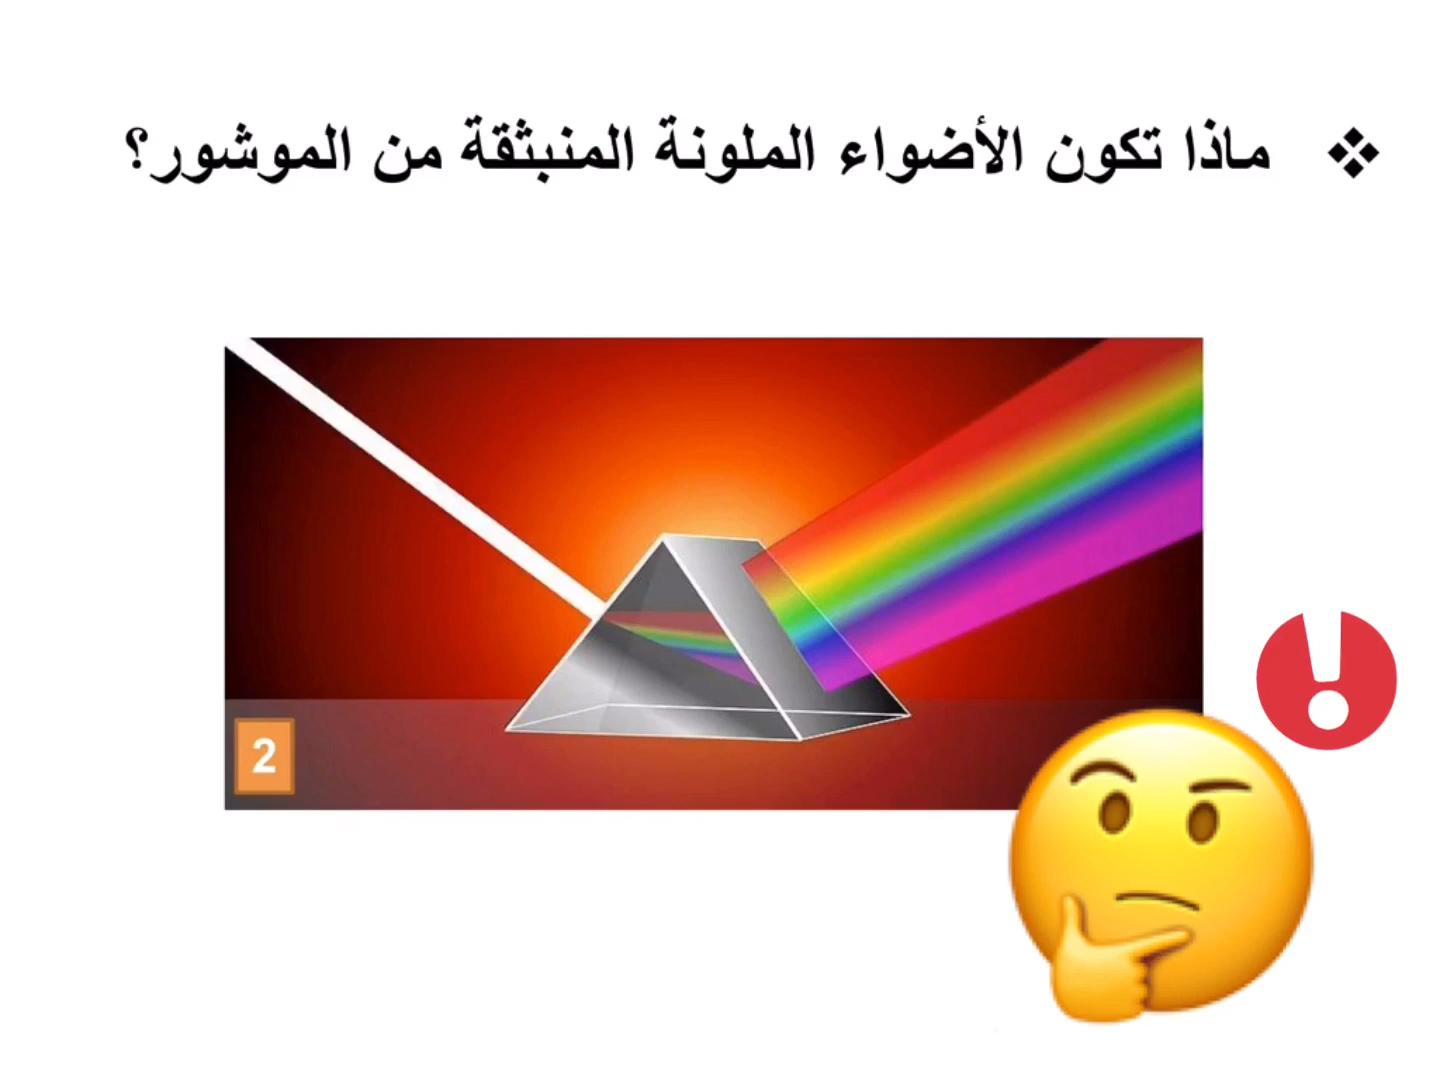 ❖ ماذا تكون الأضواء الملونة المنبثقة من الموشور؟
2